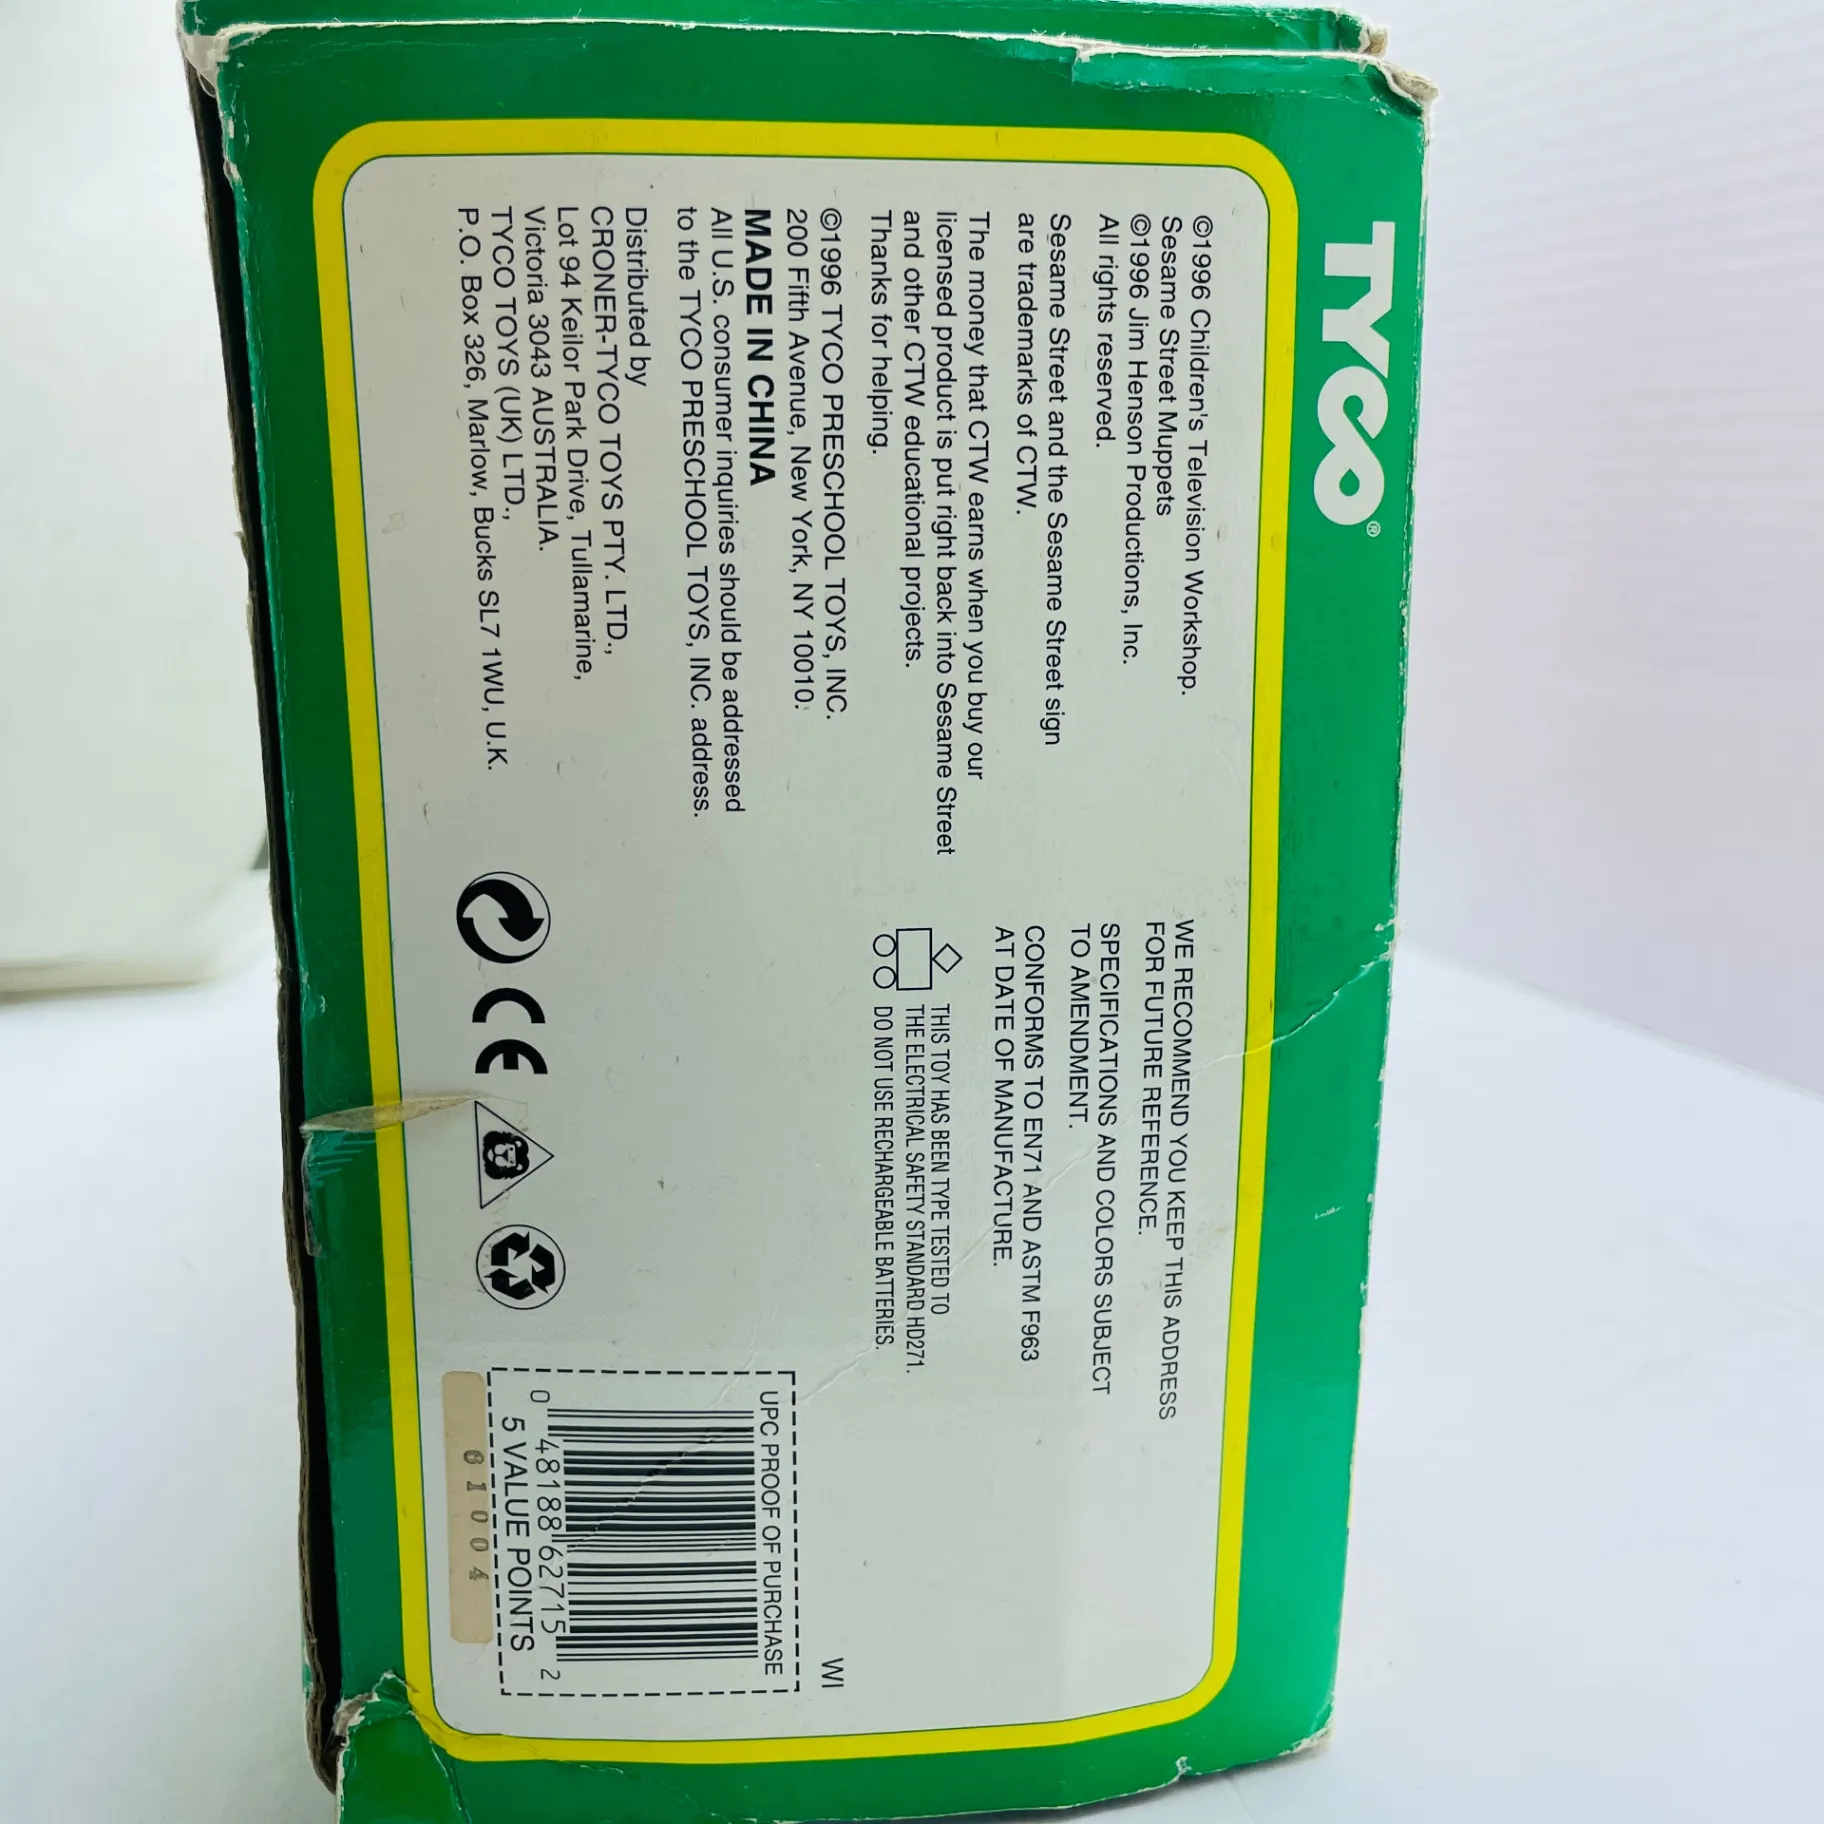 TYCO®
©1996 Children's Television Workshop.
Sesame Street Muppets
©1996 Jim Henson Productions, Inc.
All rights reserved.
Sesame Street and the Sesame Street sign
are trademarks of CTW.
The money that CTW earns when you buy our
licensed product is put right back into Sesame Street
and other CTW educational projects.
Thanks for helping.
©1996 TYCO PRESCHOOL TOYS, INC.
200 Fifth Avenue, New York, NY 10010.
MADE IN CHINA
All U.S. consumer inquiries should be addressed
to the TYCO PRESCHOOL TOYS, INC. address.
Distributed by
CRONER-TYCO TOYS PTY. LTD.,
Lot 94 Keilor Park Drive, Tullamarine,
Victoria 3043 AUSTRALIA.
TYCO TOYS (UK) LTD.,
P.O. Box 326, Marlow, Bucks SL7 1WU, U.K.
WE RECOMMEND YOU KEEP THIS ADDRESS
FOR FUTURE REFERENCE.
SPECIFICATIONS AND COLORS SUBJECT
TO AMENDMENT.
CONFORMS TO EN71 AND ASTM F963
AT DATE OF MANUFACTURE.
THIS TOY HAS BEEN TYPE TESTED TO
THE ELECTRICAL SAFETY STANDARD HD271.
DO NOT USE RECHARGEABLE BATTERIES.
CE
WI
UPC PROOF OF PURCHASE
0 48188 62715 2
5 VALUE POINTS
61004